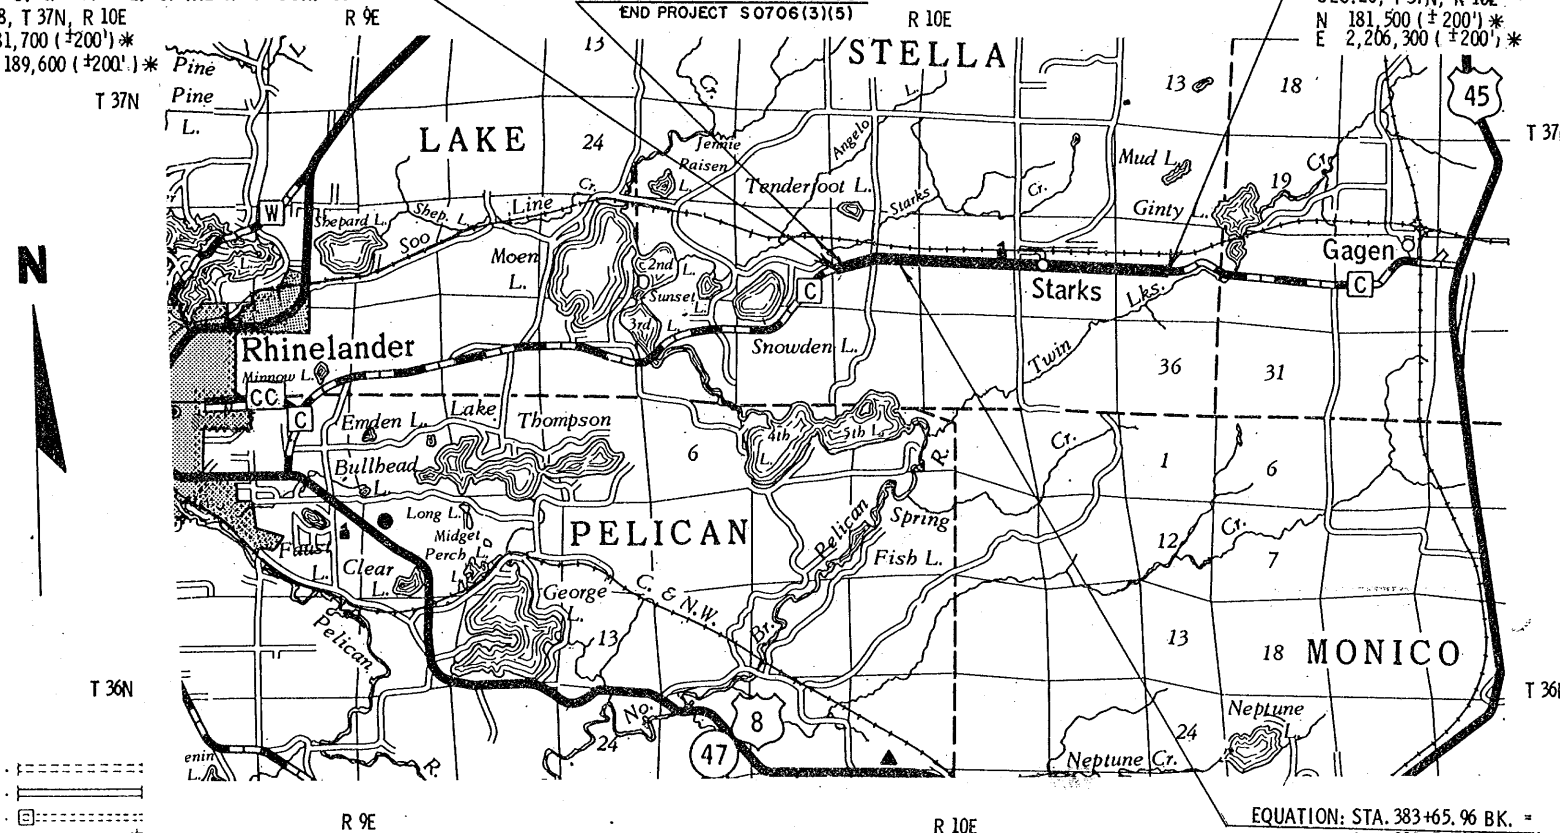 8, T 37N, R 10E
81,700 (±200') *
189,600 (±200') *
R 9E
END PROJECT S0706(3)(5)
R 10E
N 181,500 (±200') *
E 2,206,300 (±200') *
T 37N
45
STELLA
13
13
18
Pine
Pine
L.
LAKE
24
Cr.
L.
Angelo
Jennie
Raisen
L.
Mud L.
Cr.
19
Cr.
Tenderfoot L.
Cr.
Starks
Ginty L.
W
Shepard L.
Shep. L.
Line
Soo
Moen
L.
2nd
L.
Sunset
L.
3rd
L.
C
Starks
Gagen
C
N
Lks.
Twin
Snowden L.
Rhinelander
Minnow L.
CC
C
36
31
Emden L.
Lake
Thompson
4th
L.
5th L.
Bullhead
L.
6
R.
Cr.
1
6
Long L.
Midget
Perch L.
L.
PELICAN
Pelican
Spring
Fish L.
12
Cr.
7
Faust
L.
Clear
L.
George
L.
C. & N.W.
13
Br.
13
18
MONICO
Pelican
T 36N
No.
24
8
47
24
Neptune
L.
Neptune Cr.
enin
L.
R.
R 9E
R 10E
EQUATION: STA. 383+65.96 BK. =